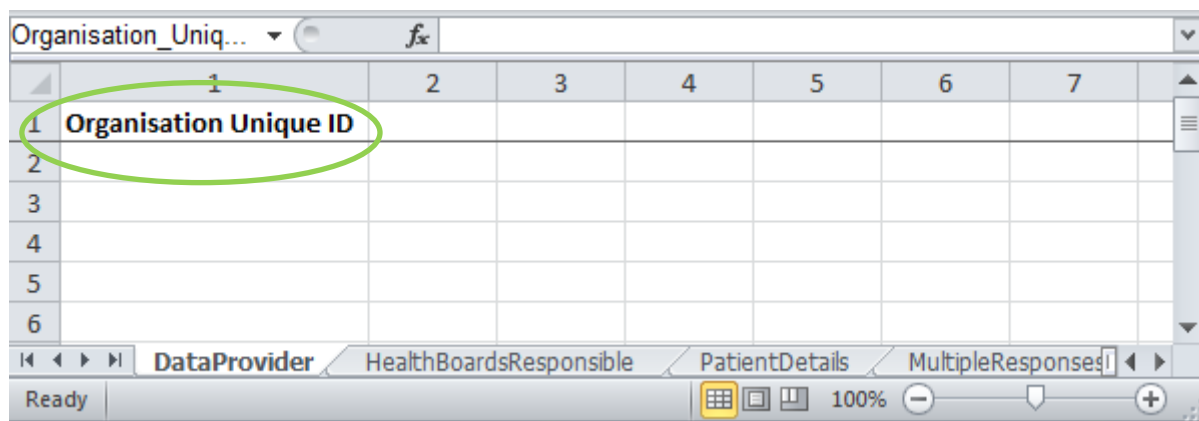 Organisation_Uniq... fx
1 2 3 4 5 6 7
1 Organisation Unique ID
2
3
4
5
6
DataProvider HealthBoardsResponsible PatientDetails MultipleResponses
Ready 100%